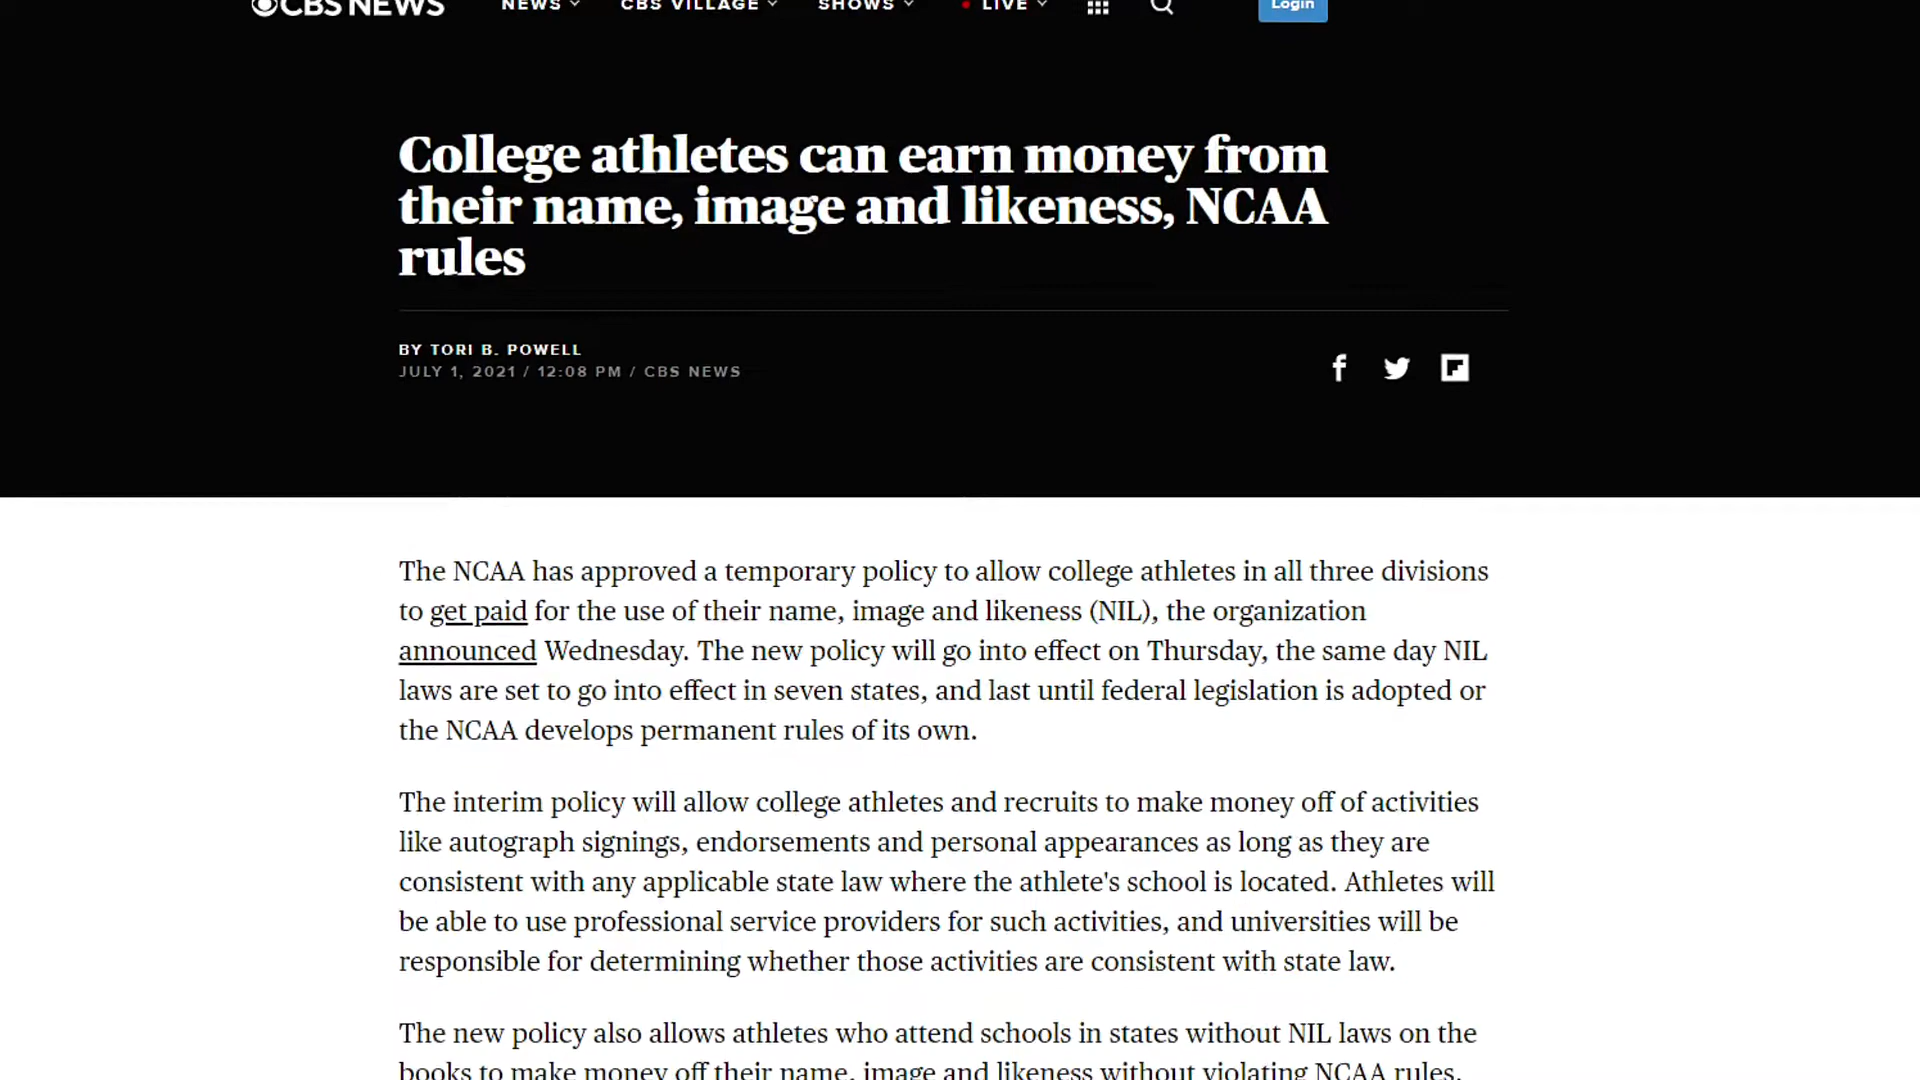 CBS NEWS NEWS CBS VILLAGE SHOWS LIVE Login
College athletes can earn money from
their name, image and likeness, NCAA
rules
BY TORI B. POWELL
JULY 1, 2021 / 12:08 PM / CBS NEWS
The NCAA has approved a temporary policy to allow college athletes in all three divisions
to get paid for the use of their name, image and likeness (NIL), the organization
announced Wednesday. The new policy will go into effect on Thursday, the same day NIL
laws are set to go into effect in seven states, and last until federal legislation is adopted or
the NCAA develops permanent rules of its own.
The interim policy will allow college athletes and recruits to make money off of activities
like autograph signings, endorsements and personal appearances as long as they are
consistent with any applicable state law where the athlete's school is located. Athletes will
be able to use professional service providers for such activities, and universities will be
responsible for determining whether those activities are consistent with state law.
The new policy also allows athletes who attend schools in states without NIL laws on the
books to make money off their name, image and likeness without violating NCAA rules.